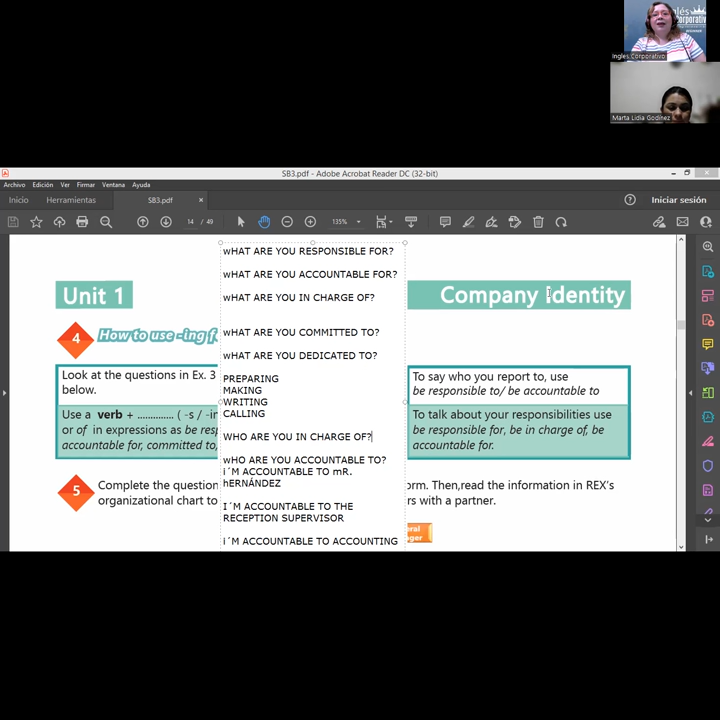 Inglés
Corporativo
WINNER
Ingles Corporativo
Marta Lidia Godínez
SB3.pdf - Adobe Acrobat Reader DC (32-bit)
Archivo Edición Ver Firmar Ventana Ayuda
Inicio Herramientas SB3.pdf × Iniciar sesión
14 / 49 135%
Unit 1
Company identity
4 How to use -ing f
Look at the questions in Ex. 3
below.
Use a verb + .............. ( -s / -in
or of in expressions as be resp
accountable for, committed to,
To say who you report to, use
be responsible to/ be accountable to
To talk about your responsibilities use
be responsible for, be in charge of, be
accountable for.
wHAT ARE YOU RESPONSIBLE FOR?
wHAT ARE YOU ACCOUNTABLE FOR?
wHAT ARE YOU IN CHARGE OF?
wHAT ARE YOU COMMITTED TO?
wHAT ARE YOU DEDICATED TO?
PREPARING
MAKING
WRITING
CALLING
WHO ARE YOU IN CHARGE OF?
wHO ARE YOU ACCOUNTABLE TO?
i´M ACCOUNTABLE TO mR.
hERNÁNDEZ
I´M ACCOUNTABLE TO THE
RECEPTION SUPERVISOR
i´M ACCOUNTABLE TO ACCOUNTING
5 Complete the question
organizational chart to
orm. Then,read the information in REX's
rs with a partner.
eral
ager